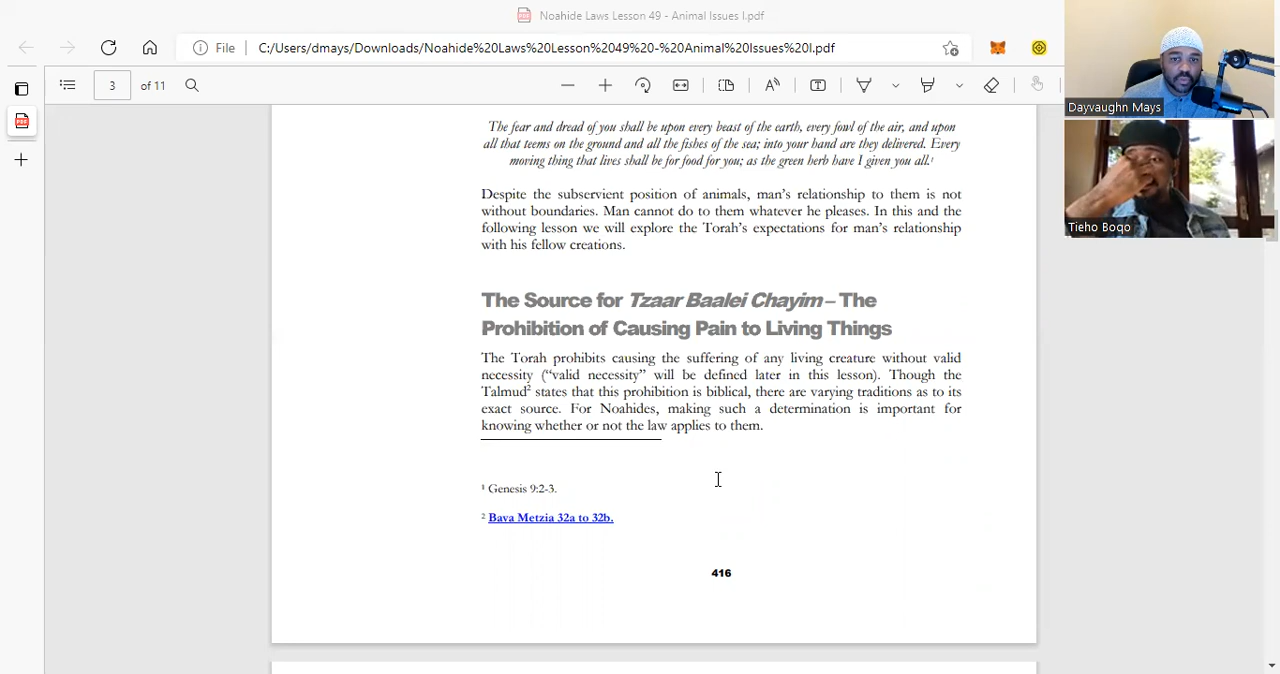 Noahide Laws Lesson 49 - Animal Issues I.pdf
File C:/Users/dmays/Downloads/Noahide%20Laws%20Lesson%2049%20-%20Animal%20Issues%20I.pdf
3 of 11
Dayvaughn Mays
Tieho Boqo
The fear and dread of you shall be upon every beast of the earth, every fowl of the air, and upon
all that teems on the ground and all the fishes of the sea; into your hand are they delivered. Every
moving thing that lives shall be for food for you; as the green herb have I given you all.¹
Despite the subservient position of animals, man's relationship to them is not
without boundaries. Man cannot do to them whatever he pleases. In this and the
following lesson we will explore the Torah's expectations for man's relationship
with his fellow creations.
The Source for Tzaar Baalei Chayim – The
Prohibition of Causing Pain to Living Things
The Torah prohibits causing the suffering of any living creature without valid
necessity ("valid necessity" will be defined later in this lesson). Though the
Talmud² states that this prohibition is biblical, there are varying traditions as to its
exact source. For Noahides, making such a determination is important for
knowing whether or not the law applies to them.
¹ Genesis 9:2-3.
² Bava Metzia 32a to 32b.
416